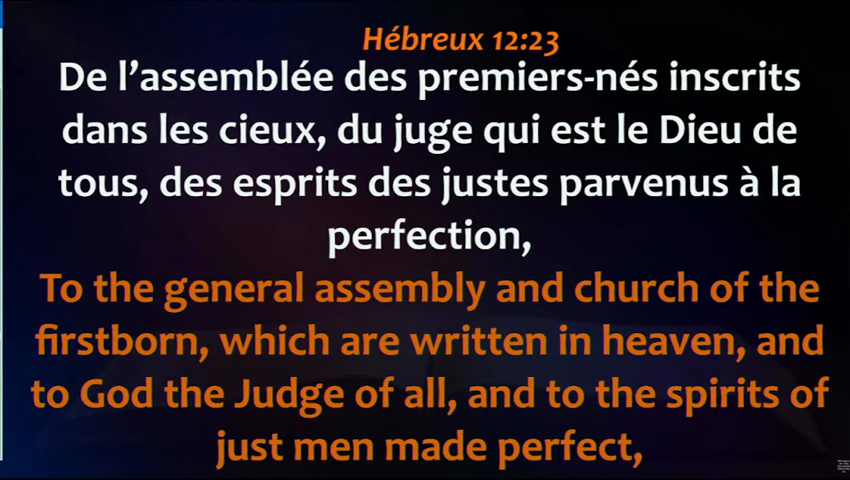 Hébreux 12:23
De l’assemblée des premiers-nés inscrits
dans les cieux, du juge qui est le Dieu de
tous, des esprits des justes parvenus à la
perfection,
To the general assembly and church of the
firstborn, which are written in heaven, and
to God the Judge of all, and to the spirits of
just men made perfect,